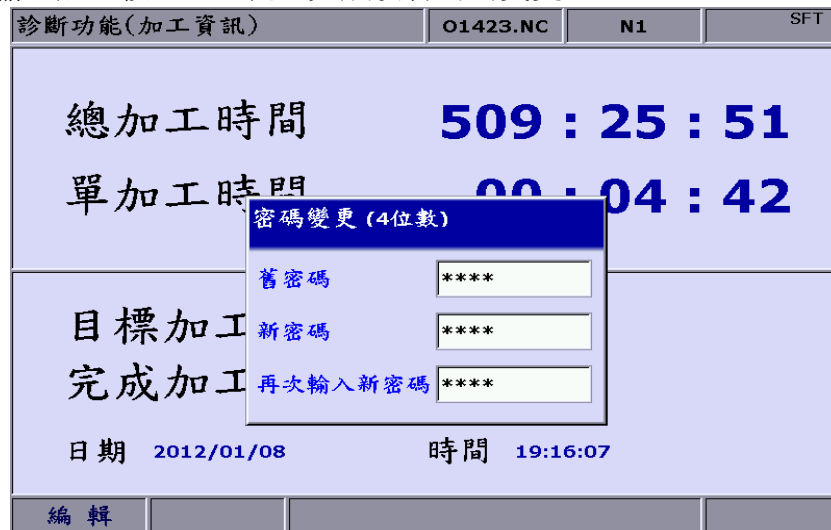 診斷功能(加工資訊) O1423.NC N1 SFT
總加工時間 509 : 25 : 51
單加工時間 00 : 04 : 42
密碼變更 (4位數)
舊密碼 ****
新密碼 ****
再次輸入新密碼 ****
目標加工
完成加工
日期 2012/01/08 時間 19:16:07
編輯